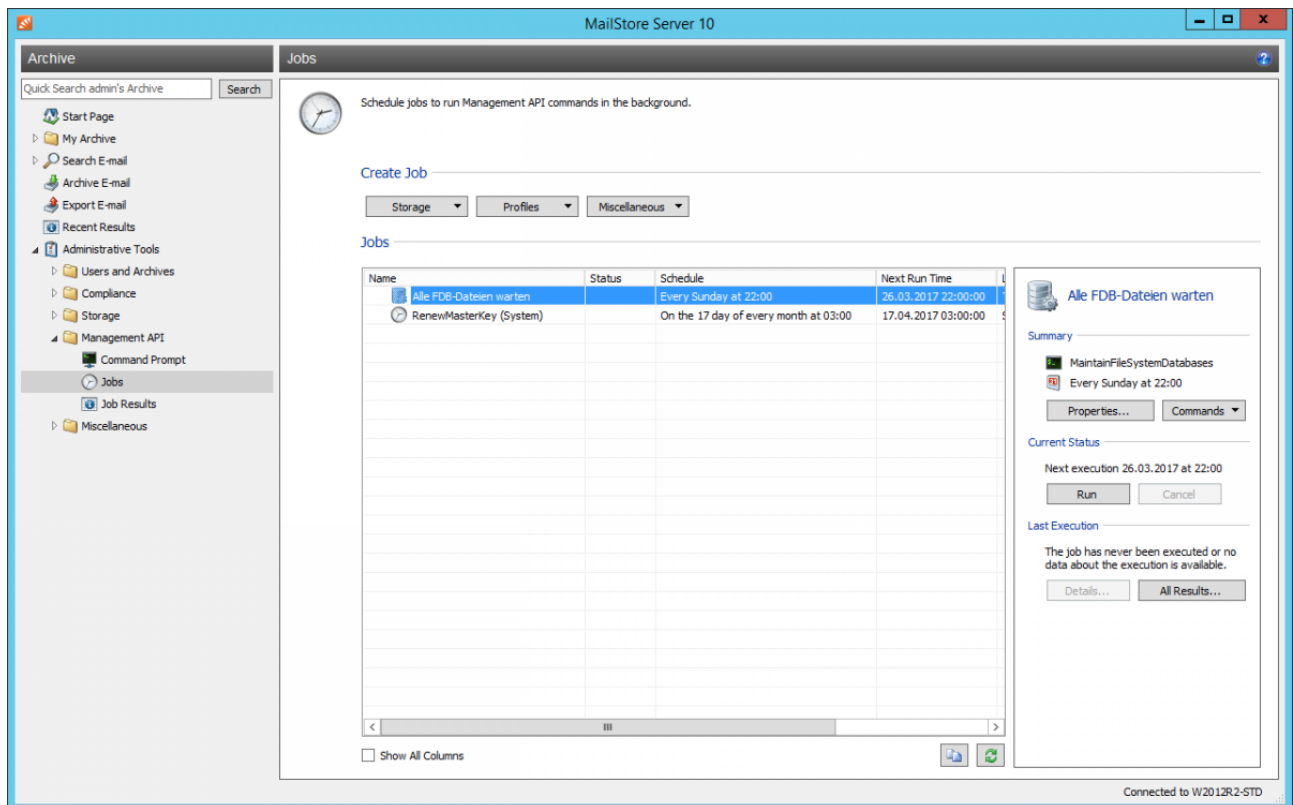 MailStore Server 10
Archive
Jobs
Quick Search admin's Archive
Search
Start Page
My Archive
Search E-mail
Archive E-mail
Export E-mail
Recent Results
Administrative Tools
Users and Archives
Compliance
Storage
Management API
Command Prompt
Jobs
Job Results
Miscellaneous
Schedule jobs to run Management API commands in the background.
Create Job
Storage
Profiles
Miscellaneous
Jobs
Name Status Schedule Next Run Time
Alle FDB-Dateien warten Every Sunday at 22:00 26.03.2017 22:00:00
RenewMasterKey (System) On the 17 day of every month at 03:00 17.04.2017 03:00:00
Show All Columns
Alle FDB-Dateien warten
Summary
MaintainFileSystemDatabases
Every Sunday at 22:00
Properties...
Commands
Current Status
Next execution 26.03.2017 at 22:00
Run
Cancel
Last Execution
The job has never been executed or no
data about the execution is available.
Details...
All Results...
Connected to W2012R2-STD